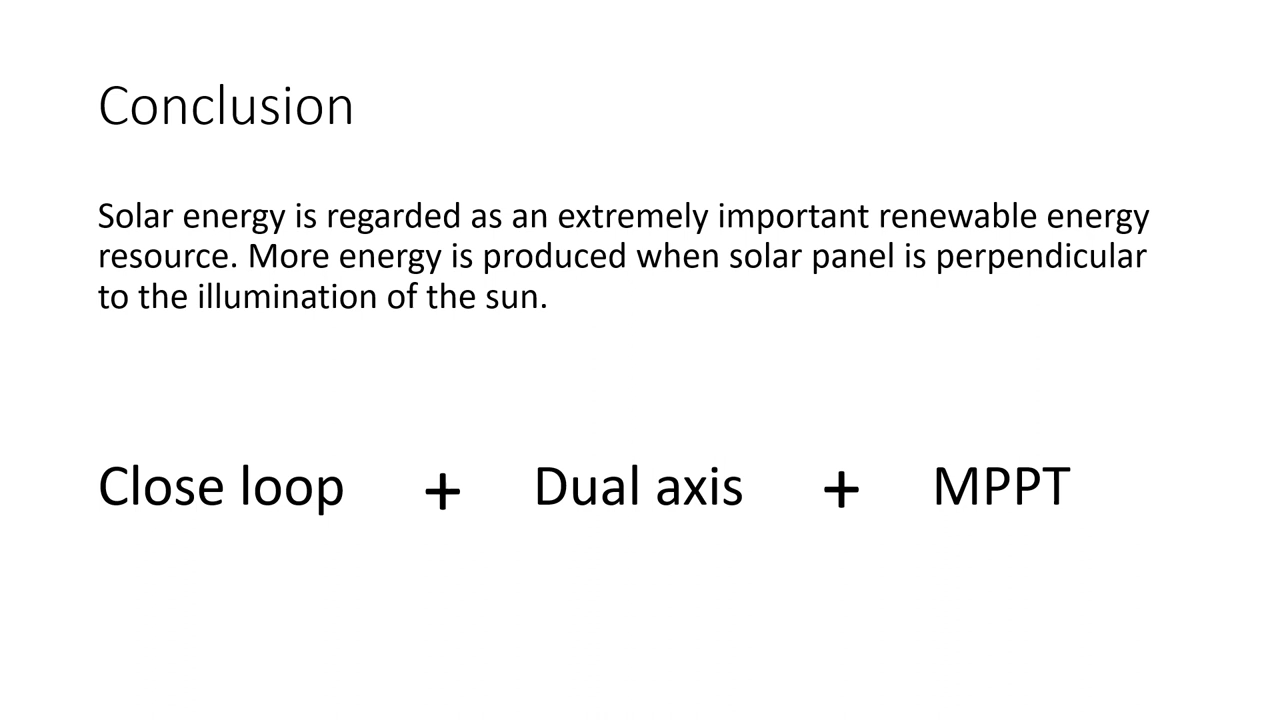 Conclusion
Solar energy is regarded as an extremely important renewable energy
resource. More energy is produced when solar panel is perpendicular
to the illumination of the sun.
Close loop + Dual axis + MPPT